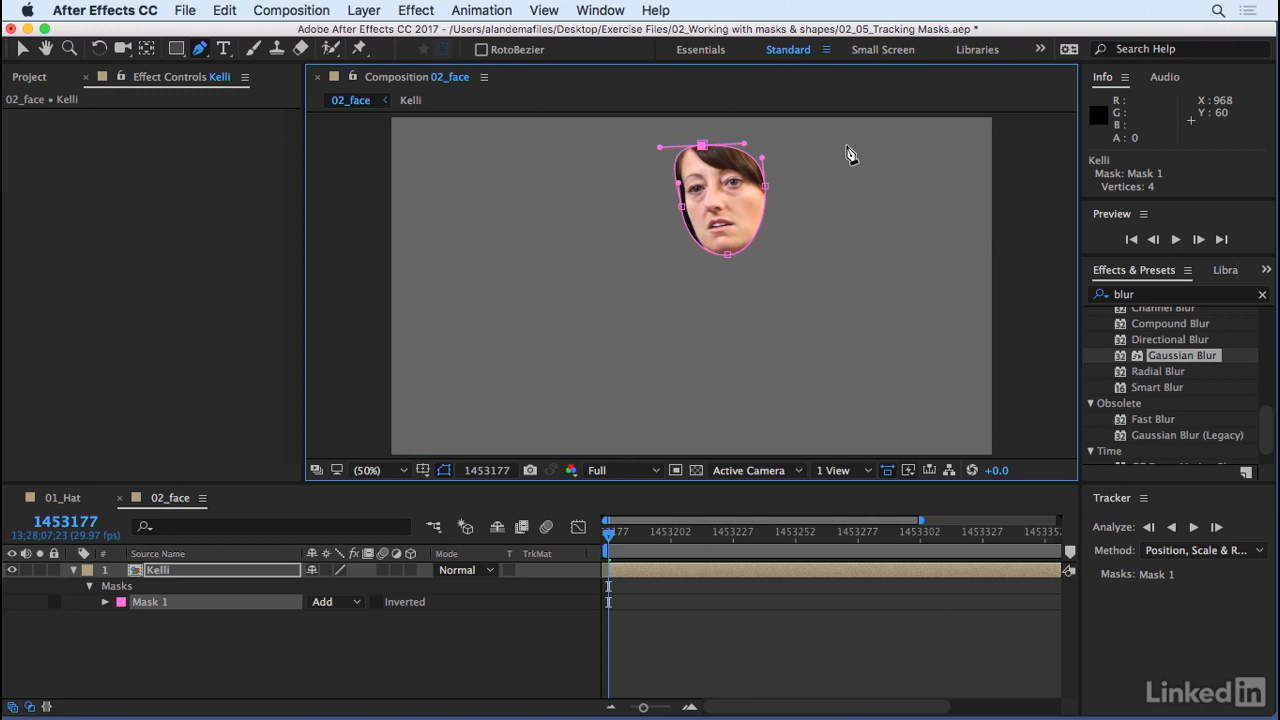 After Effects CC File Edit Composition Layer Effect Animation View Window Help
Adobe After Effects CC 2017 - /Users/alandemafiles/Desktop/Exercise Files/02_Working with masks & shapes/02_05_Tracking Masks.aep *
RotoBezier Essentials Standard Small Screen Libraries Search Help
Project Effect Controls Kelli Composition 02_face Info Audio
02_face • Kelli 02_face Kelli
R : X : 968
G : Y : 60
B :
A : 0
Kelli
Mask: Mask 1
Vertices: 4
Preview
Effects & Presets Libra
blur
Channel Blur
Compound Blur
Directional Blur
Gaussian Blur
Radial Blur
Smart Blur
Obsolete
Fast Blur
Gaussian Blur (Legacy)
Time
(50%) 1453177 Full Active Camera 1 View +0.0
01_Hat 02_face Tracker
1453177
13;28;07;23 (29.97 fps)
177 1453202 1453227 1453252 1453277 1453302 1453327 145335
Analyze:
# Source Name Mode T TrkMat
Method: Position, Scale & R...
1 Kelli Normal
Masks: Mask 1
Masks
Mask 1 Add Inverted
LinkedIn